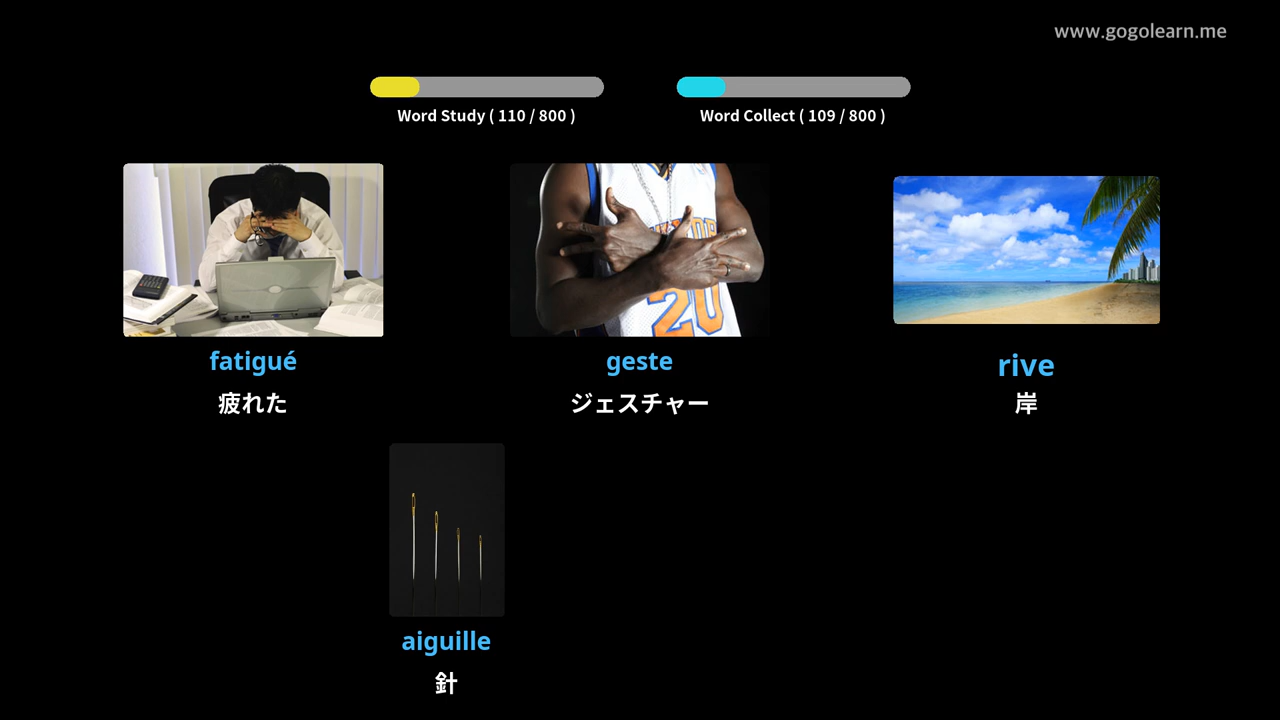 www.gogolearn.me
Word Study ( 110 / 800 )
Word Collect ( 109 / 800 )
20
fatigué
geste
rive
疲れた
ジェスチャー
岸
aiguille
針